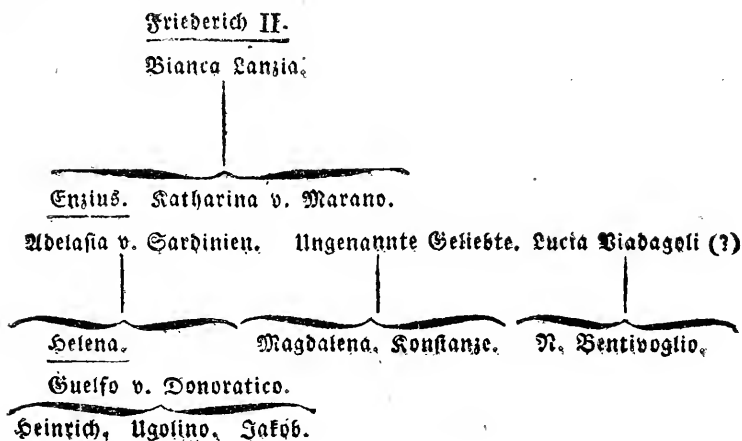 Friederich II.
Bianca Lanzia.
Enzius. Katharina v. Marano.
Adelasia v. Sardinien. Ungenannte Geliebte. Lucia Viadagoli (?)
Helena. Magdalena. Konstanze. N. Bentivoglio.
Guelfo v. Donoratico.
Heinrich, Ugolino, Jakob.